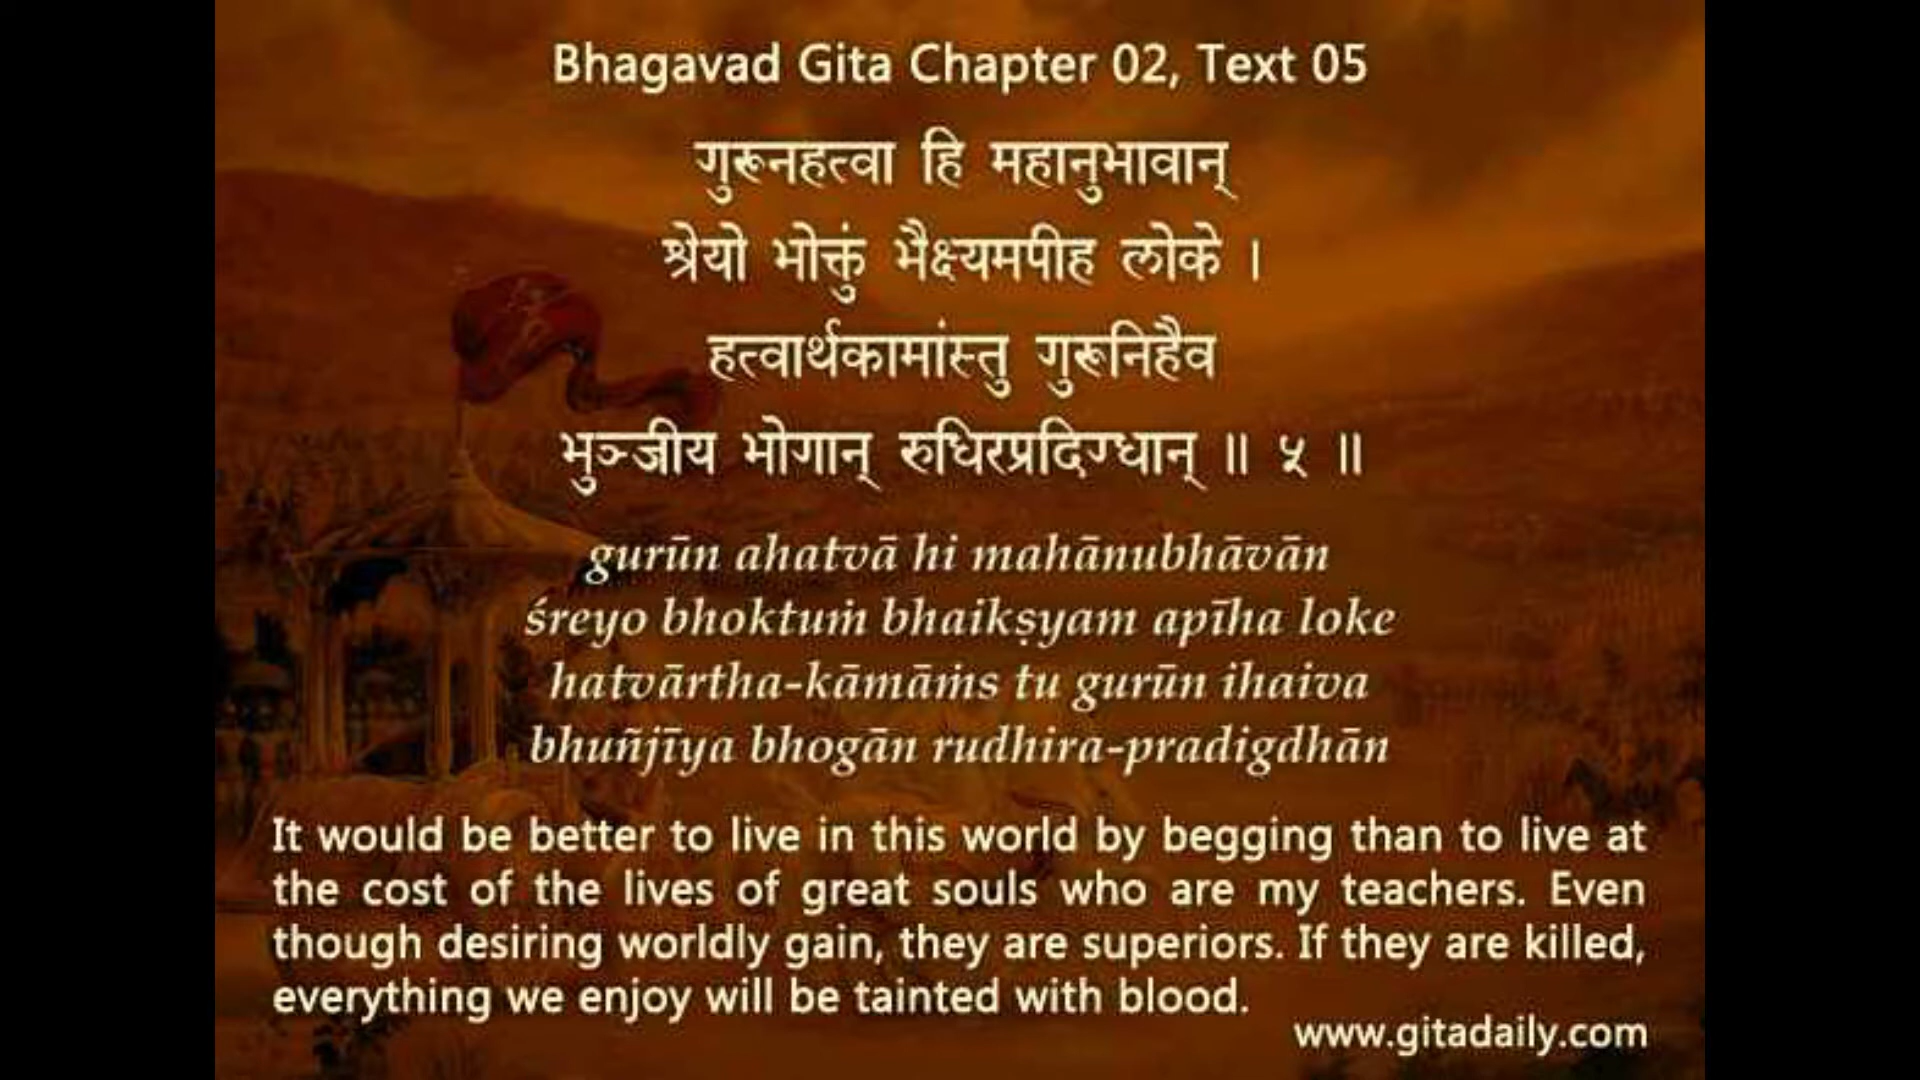 Bhagavad Gita Chapter 02, Text 05
गुरूनहत्वा हि महानुभावान्
श्रेयो भोक्तुं भैक्ष्यमपीह लोके ।
हत्वार्थकामांस्तु गुरूनिहैव
भुञ्जीय भोगान् रुधिरप्रदिग्धान् ॥ ५ ॥
gurūn ahatvā hi mahānubhāvān
śreyo bhoktuṁ bhaikṣyam apīha loke
hatvārtha-kāmāṁs tu gurūn ihaiva
bhuñjīya bhogān rudhira-pradigdhān
It would be better to live in this world by begging than to live at
the cost of the lives of great souls who are my teachers. Even
though desiring worldly gain, they are superiors. If they are killed,
everything we enjoy will be tainted with blood.
www.gitadaily.com